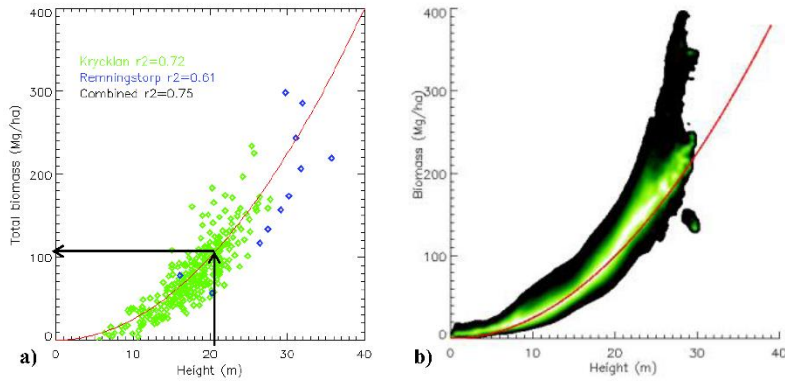 400
300
200
100
0
Total biomass (Mg/ha)
Krycklan r2=0.72
Remningstorp r2=0.61
Combined r2=0.75
0 10 20 30 40
Height (m)
a)
400
300
200
100
0
Biomass (Mg/ha)
0 10 20 30 40
Height (m)
b)